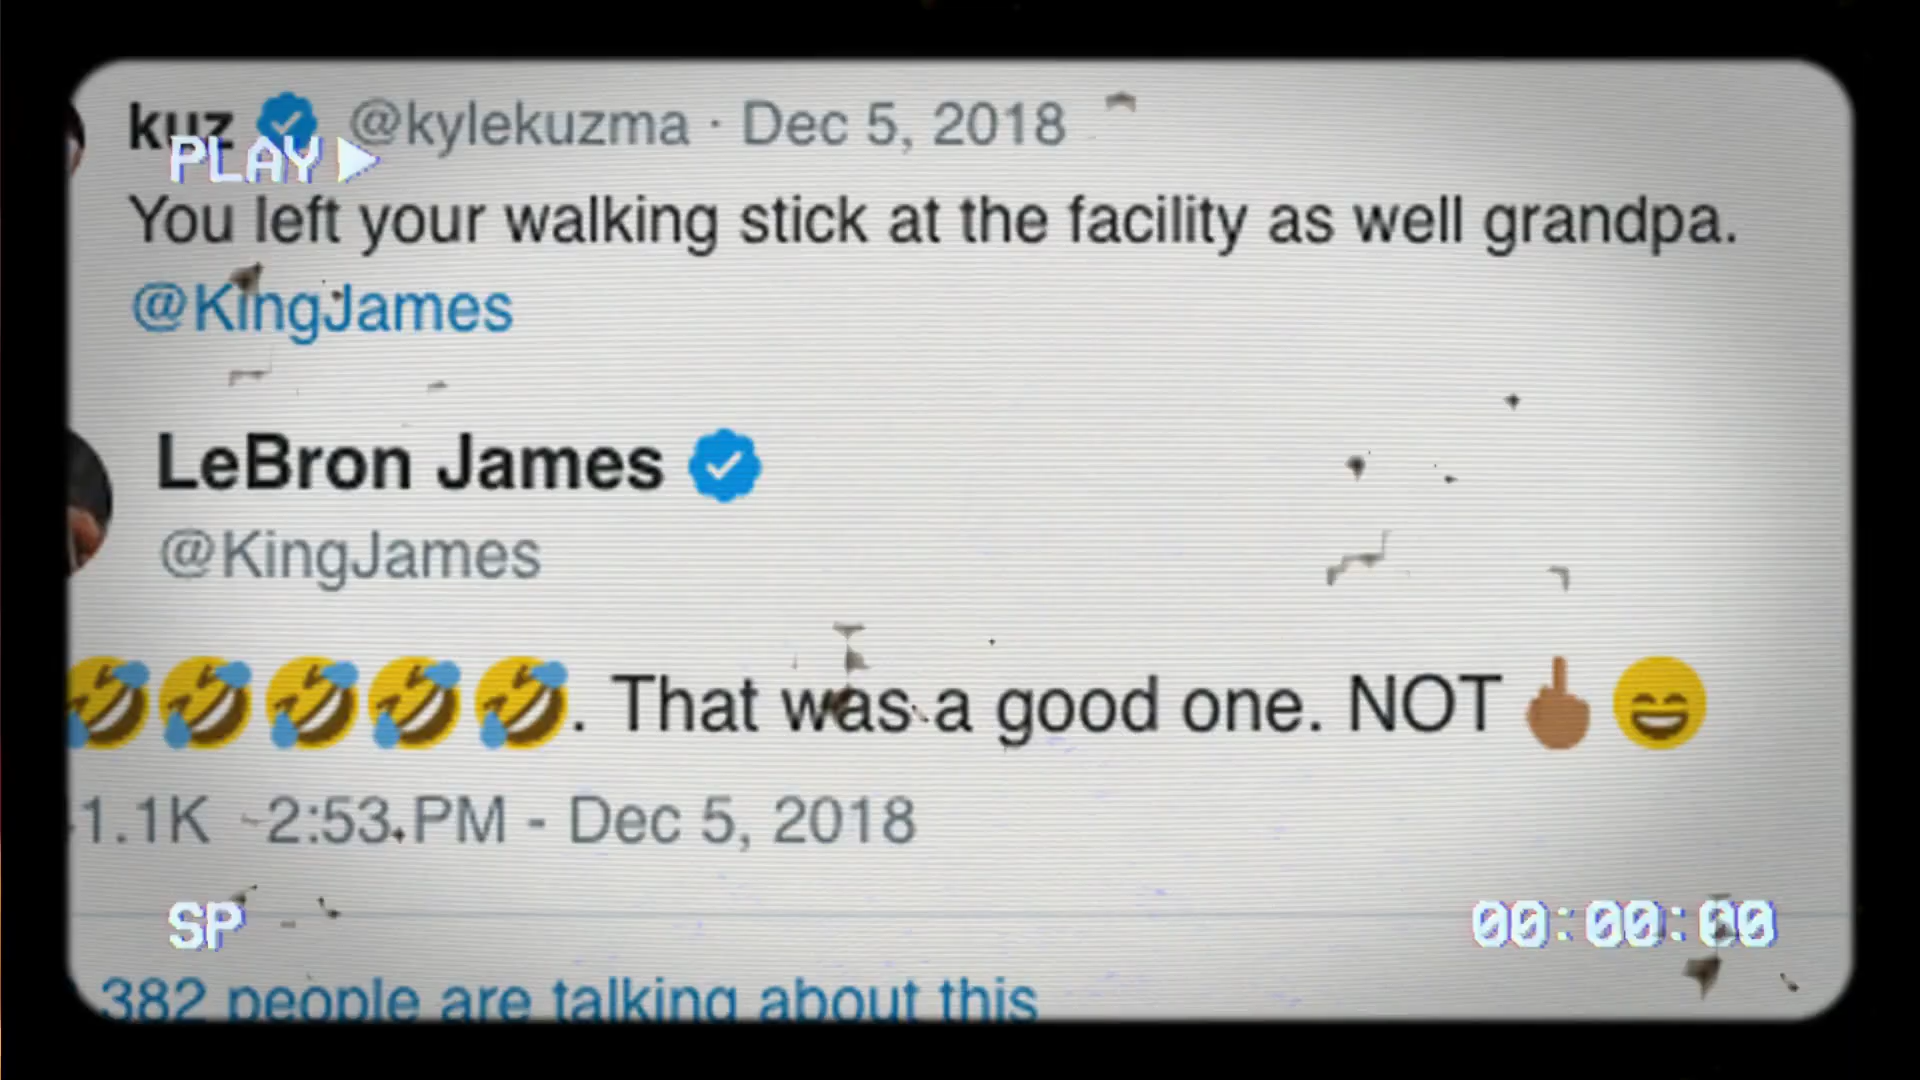 kuz @kylekuzma · Dec 5, 2018
PLAY
You left your walking stick at the facility as well grandpa.
@KingJames
LeBron James
@KingJames
🤣🤣🤣🤣🤣. That was a good one. NOT🖕🏾😄
1.1K 2:53 PM - Dec 5, 2018
SP 00:00:00
382 people are talking about this